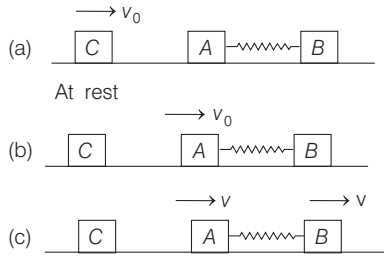 v₀
(a) C A B
At rest
v₀
(b) C A B
v v
(c) C A B